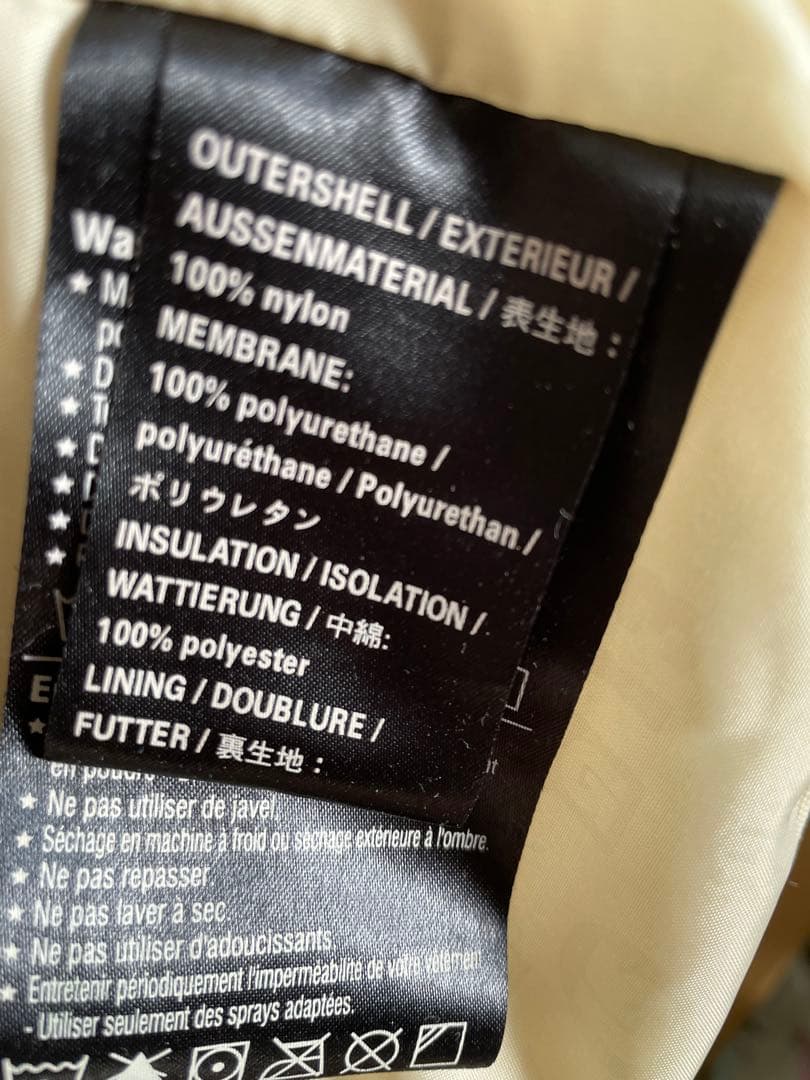 OUTERSHELL / EXTERIEUR /
AUSSENMATERIAL / 表生地 :
100% nylon
MEMBRANE:
100% polyurethane /
polyuréthane / Polyurethan /
ポリウレタン
INSULATION / ISOLATION /
WATTIERUNG / 中綿:
100% polyester
LINING / DOUBLURE /
FUTTER / 裏生地 :
Wa
★ M
★ D
E
en poudre
★ Ne pas utiliser de javel.
★ Séchage en machine à froid ou séchage extérieure à l'ombre.
★ Ne pas repasser.
★ Ne pas laver à sec.
★ Ne pas utiliser d'adoucissants.
★ Entretenir périodiquement l'imperméabilité de votre vêtement
- Utiliser seulement des sprays adaptées.